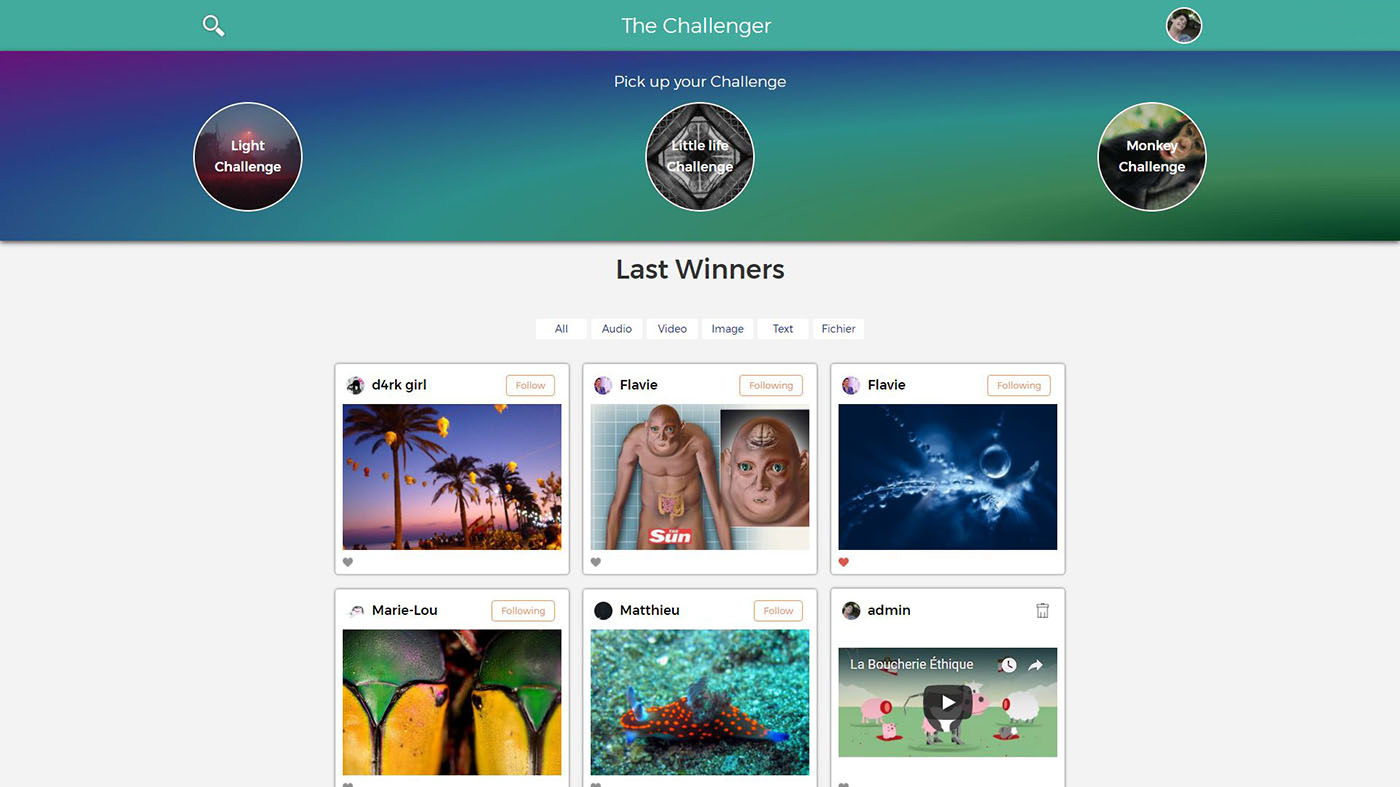 The Challenger
Pick up your Challenge
Light
Challenge
Little life
Challenge
Monkey
Challenge
Last Winners
All Audio Video Image Text Fichier
d4rk girl Follow
Flavie Following
Flavie Following
THE Sun
Marie-Lou Following
Matthieu Follow
admin
La Boucherie Éthique